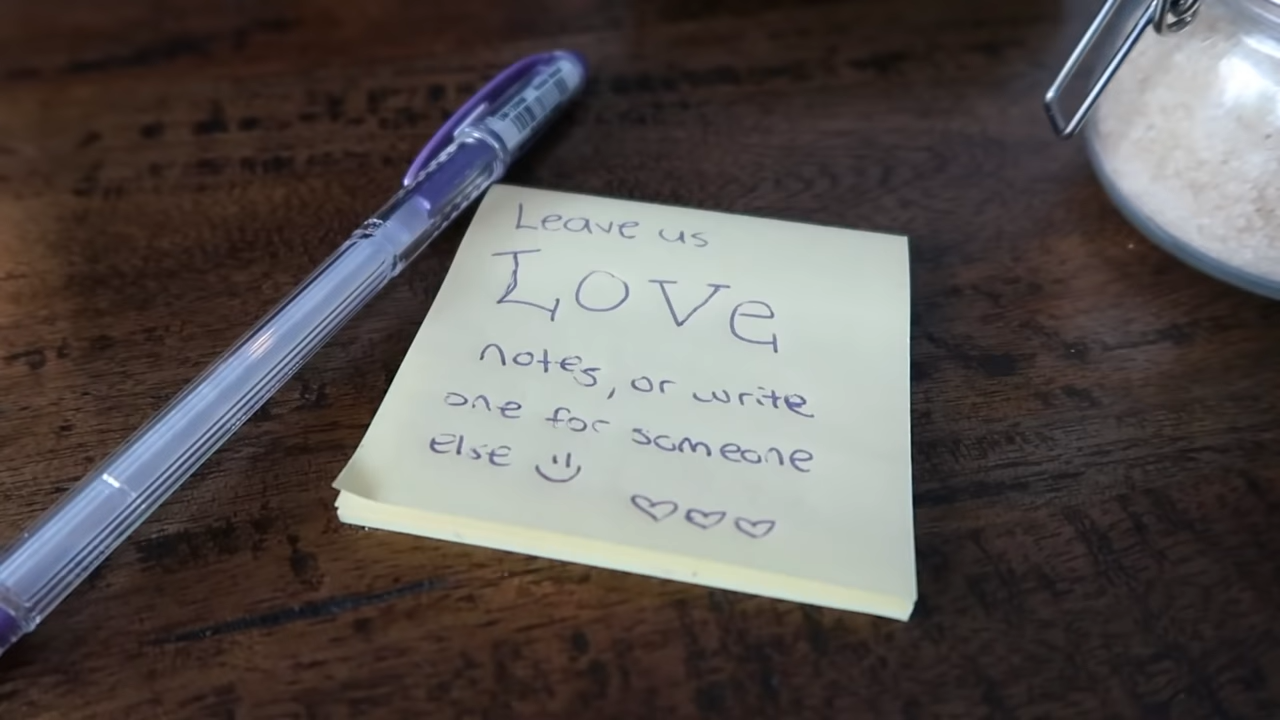 Leave us
Love
notes, or write
one for someone
Else :)
♡♡♡